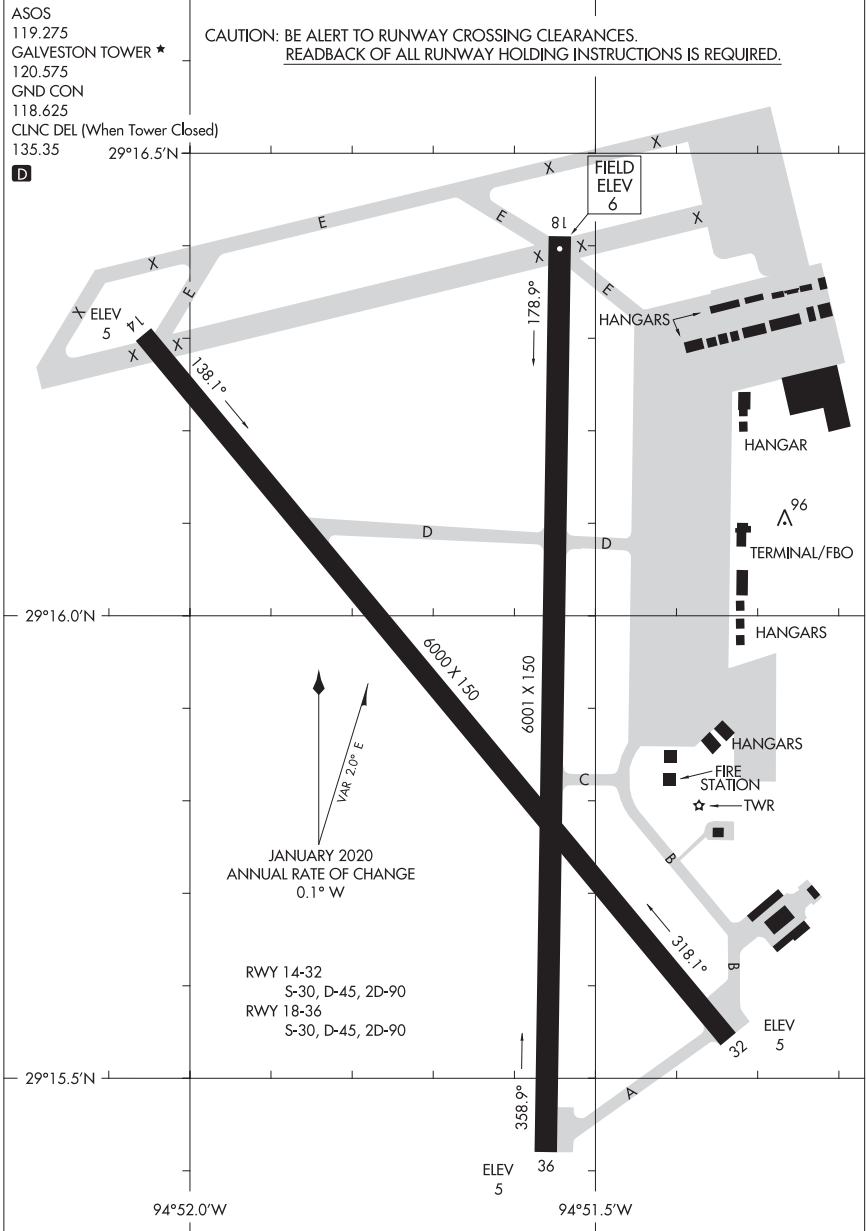 ASOS
119.275
GALVESTON TOWER ★
120.575
GND CON
118.625
CLNC DEL (When Tower Closed)
135.35
D
CAUTION: BE ALERT TO RUNWAY CROSSING CLEARANCES.
READBACK OF ALL RUNWAY HOLDING INSTRUCTIONS IS REQUIRED.
29°16.5'N
X
X
FIELD
ELEV
6
E
E
18
X
X
X
X
E
E
X
ELEV
5
14
X
X
178.9°
138.1°
HANGARS
HANGAR
96
D
D
TERMINAL/FBO
29°16.0'N
HANGARS
6000 X 150
6001 X 150
VAR 2.0° E
HANGARS
FIRE
STATION
C
TWR
JANUARY 2020
ANNUAL RATE OF CHANGE
0.1° W
B
B
318.1°
RWY 14-32
S-30, D-45, 2D-90
RWY 18-36
S-30, D-45, 2D-90
ELEV
5
32
29°15.5'N
358.9°
A
ELEV
5
36
94°52.0'W
94°51.5'W